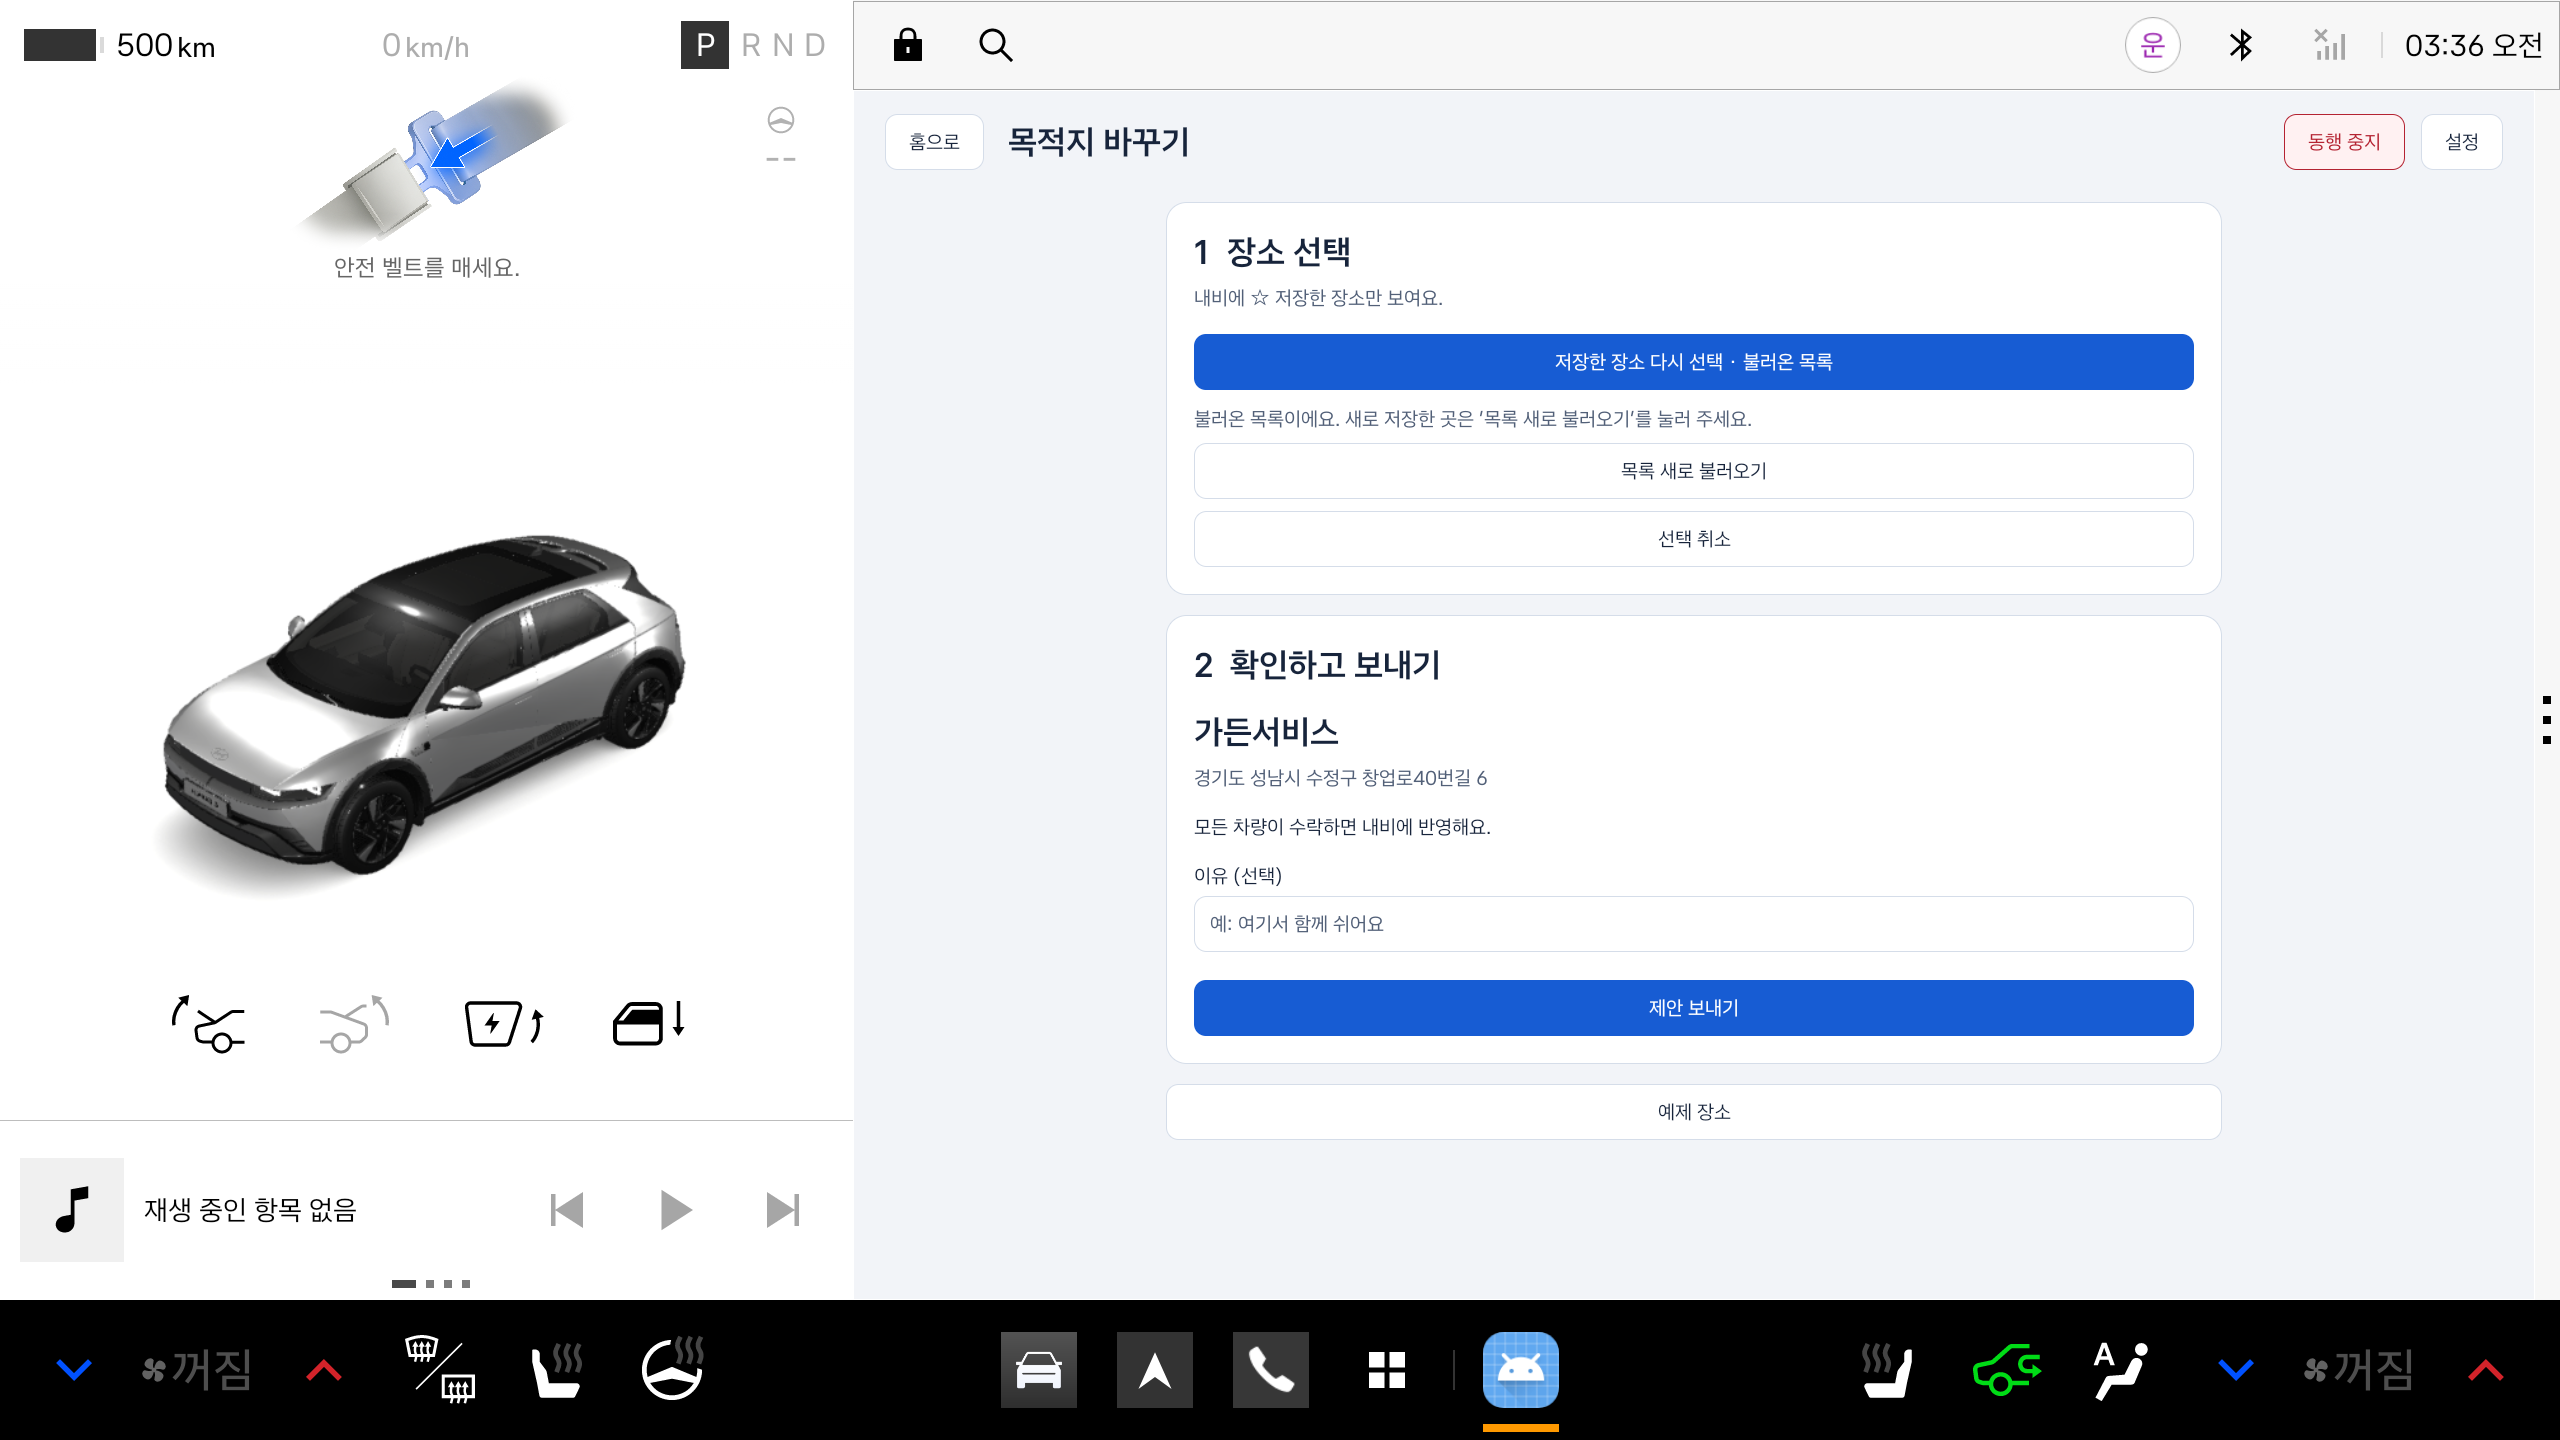 500 km
0 km/h
P R N D
안전 벨트를 매세요.
재생 중인 항목 없음
운
03:36 오전
홈으로
목적지 바꾸기
동행 중지
설정
1 장소 선택
내비에 ☆ 저장한 장소만 보여요.
저장한 장소 다시 선택 · 불러온 목록
불러온 목록이에요. 새로 저장한 곳은 '목록 새로 불러오기'를 눌러 주세요.
목록 새로 불러오기
선택 취소
2 확인하고 보내기
가든서비스
경기도 성남시 수정구 창업로40번길 6
모든 차량이 수락하면 내비에 반영해요.
이유 (선택)
예: 여기서 함께 쉬어요
제안 보내기
예제 장소
꺼짐
A
꺼짐